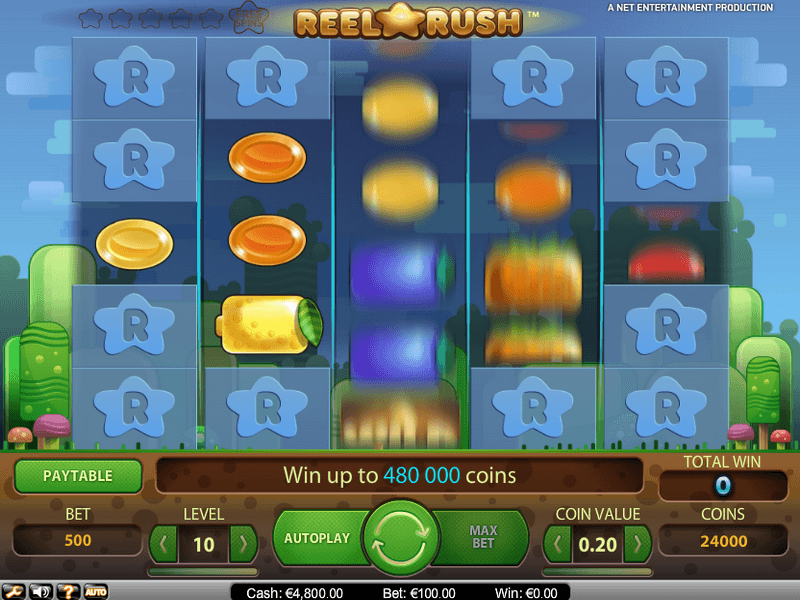 REEL RUSH™
A NET ENTERTAINMENT PRODUCTION
R R R R
R R
R R
R R R R
PAYTABLE
Win up to 480 000 coins
TOTAL WIN
0
BET
LEVEL
COIN VALUE
COINS
500
10
AUTOPLAY
MAX
BET
0.20
24000
AUTO
Cash: €4,800.00 Bet: €100.00 Win: €0.00